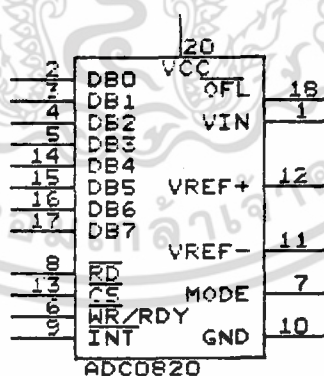 20
VCC
2 DB0 OFL 18
3 DB1 VIN 1
4 DB2
5 DB3
14 DB4
15 DB5 VREF+ 12
16 DB6
17 DB7
VREF- 11
8 RD
13 CS MODE 7
6 WR/RDY
9 INT GND 10
ADC0820